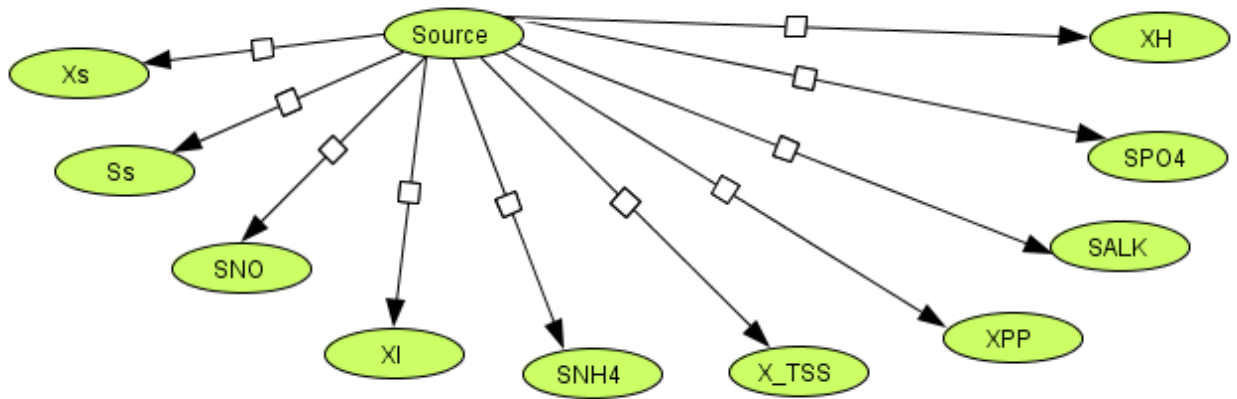 Source
XH
Xs
SPO4
Ss
SALK
SNO
XI
XPP
SNH4
X_TSS